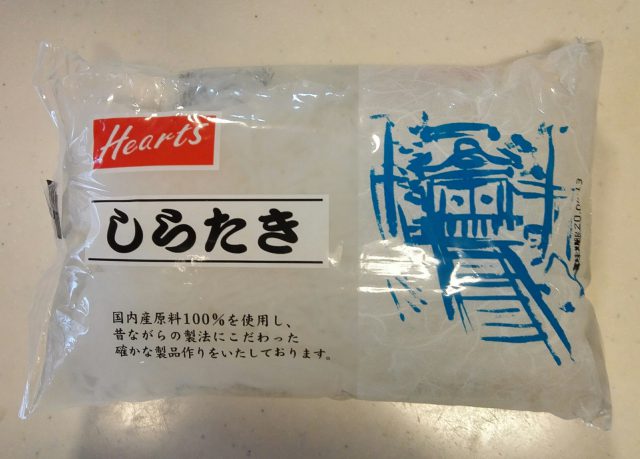 Hearts
しらたき
国内産原料100%を使用し、
昔ながらの製法にこだわった
確かな製品作りをいたしております。